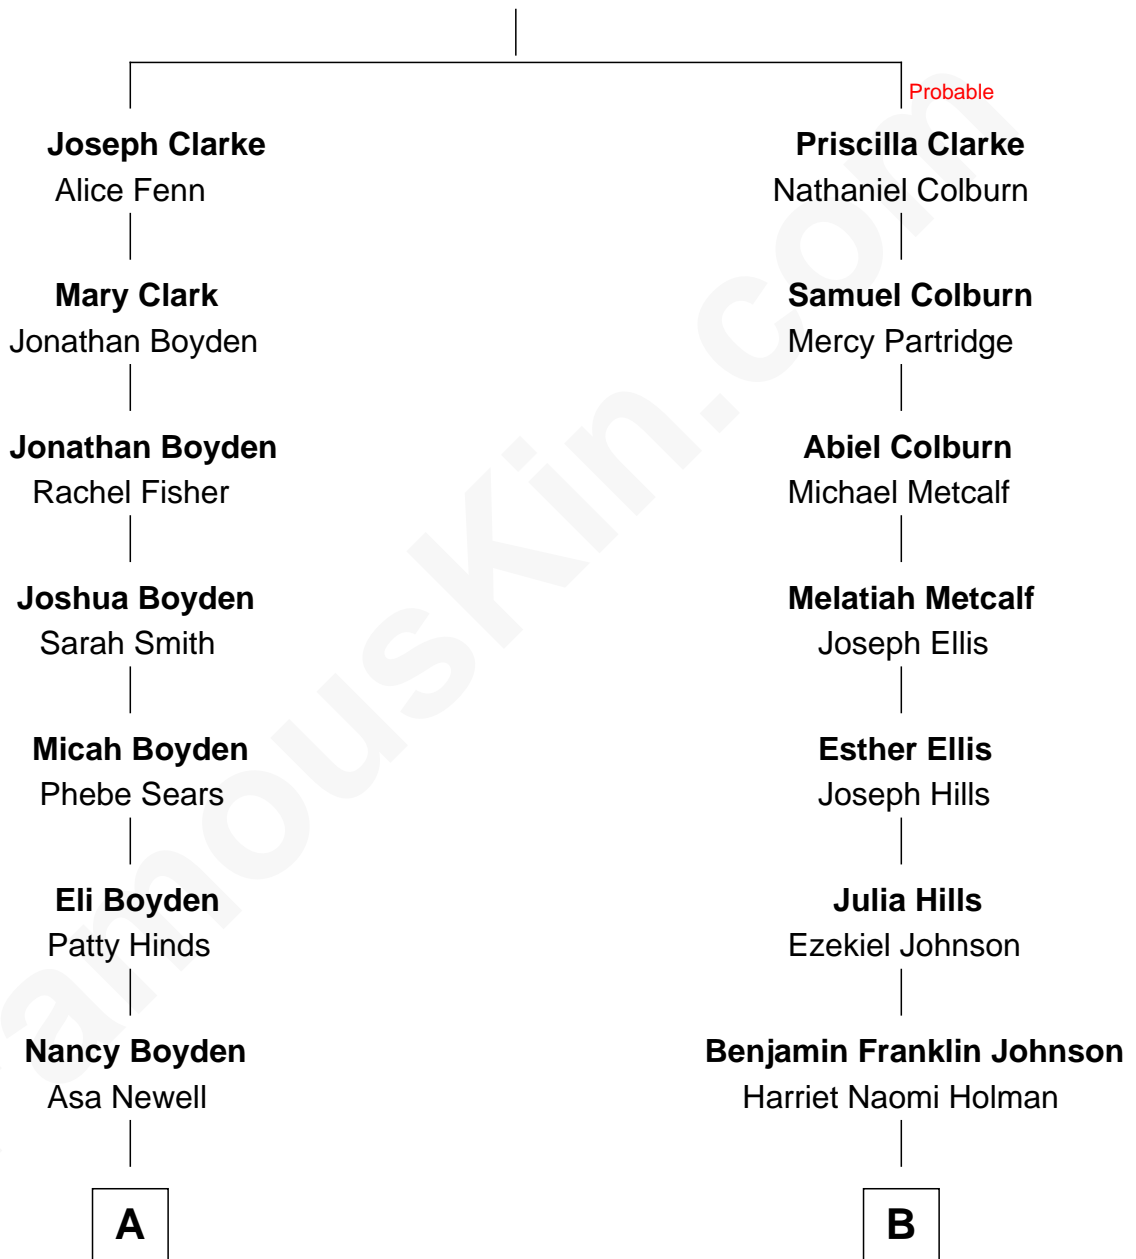 Probable
Joseph Clarke
Alice Fenn
Priscilla Clarke
Nathaniel Colburn
Mary Clark
Jonathan Boyden
Samuel Colburn
Mercy Partridge
Jonathan Boyden
Rachel Fisher
Abiel Colburn
Michael Metcalf
Joshua Boyden
Sarah Smith
Melatiah Metcalf
Joseph Ellis
Micah Boyden
Phebe Sears
Esther Ellis
Joseph Hills
Eli Boyden
Patty Hinds
Julia Hills
Ezekiel Johnson
Nancy Boyden
Asa Newell
Benjamin Franklin Johnson
Harriet Naomi Holman
A
B
famouskin.com